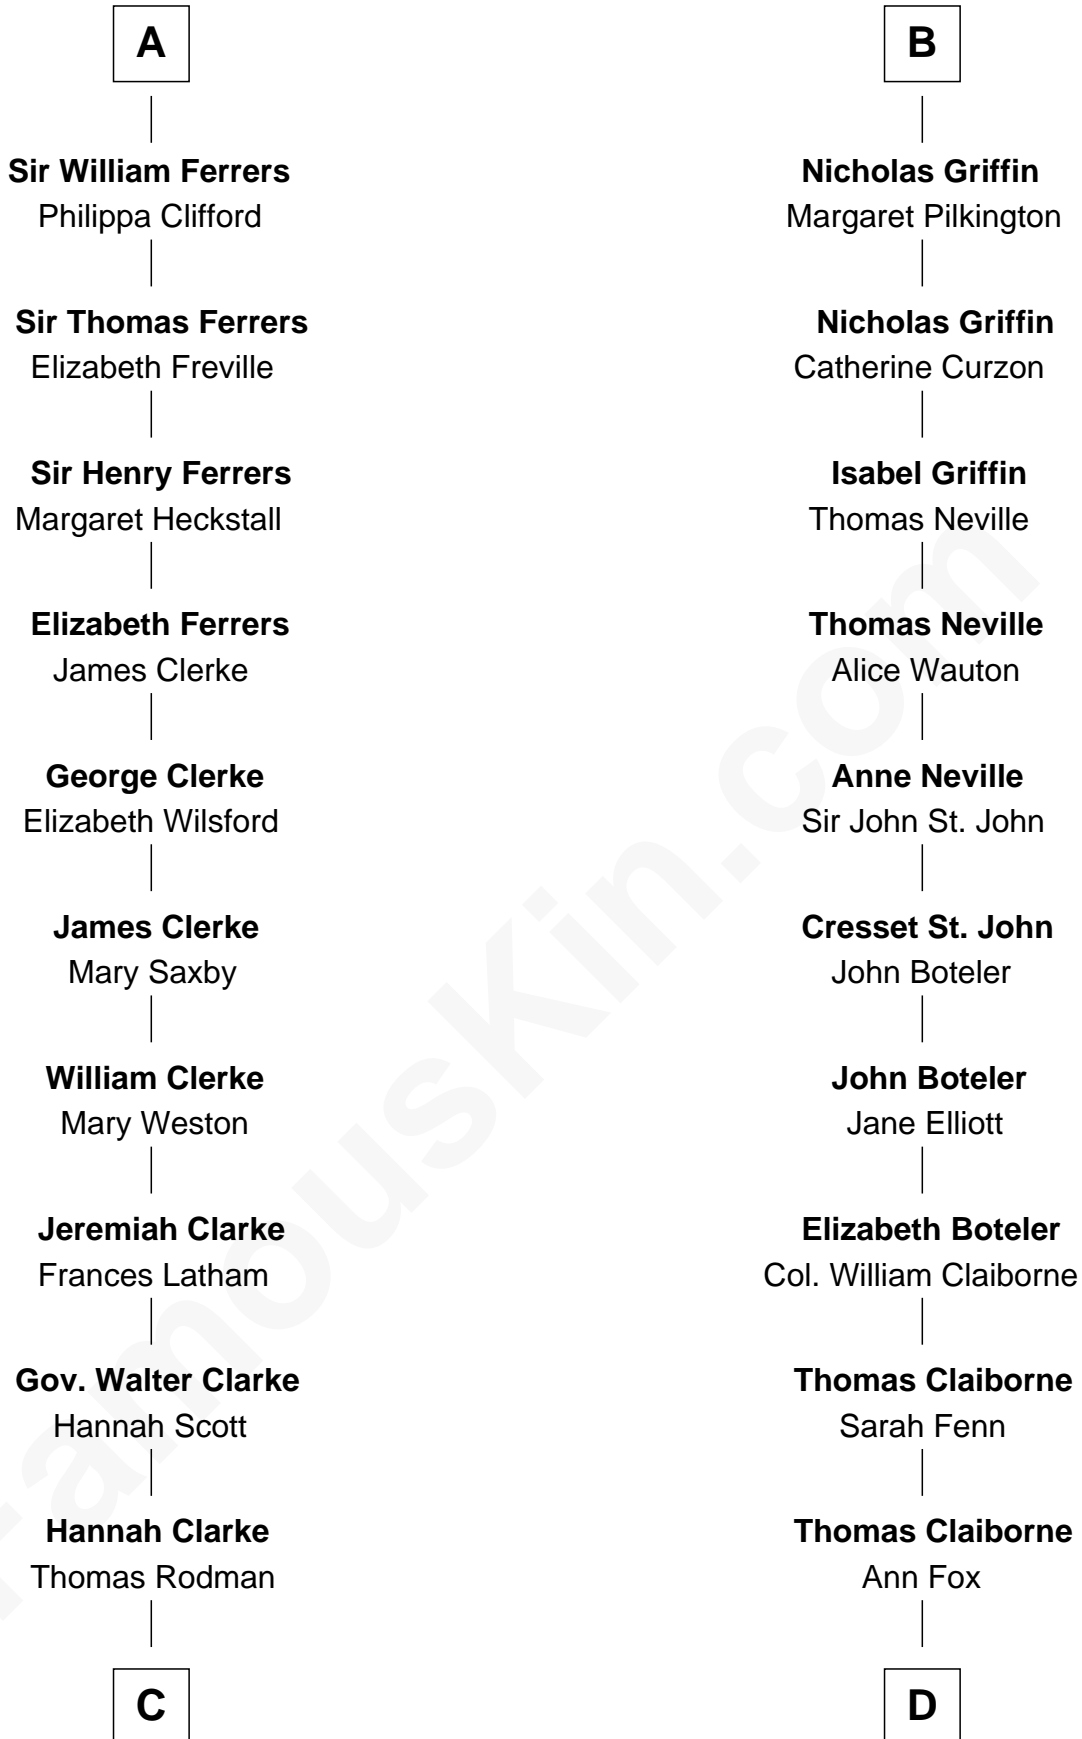 A
Sir William Ferrers
Philippa Clifford
Sir Thomas Ferrers
Elizabeth Freville
Sir Henry Ferrers
Margaret Heckstall
Elizabeth Ferrers
James Clerke
George Clerke
Elizabeth Wilsford
James Clerke
Mary Saxby
William Clerke
Mary Weston
Jeremiah Clarke
Frances Latham
Gov. Walter Clarke
Hannah Scott
Hannah Clarke
Thomas Rodman
C
B
Nicholas Griffin
Margaret Pilkington
Nicholas Griffin
Catherine Curzon
Isabel Griffin
Thomas Neville
Thomas Neville
Alice Wauton
Anne Neville
Sir John St. John
Cresset St. John
John Boteler
John Boteler
Jane Elliott
Elizabeth Boteler
Col. William Claiborne
Thomas Claiborne
Sarah Fenn
Thomas Claiborne
Ann Fox
D
FamousKin.com